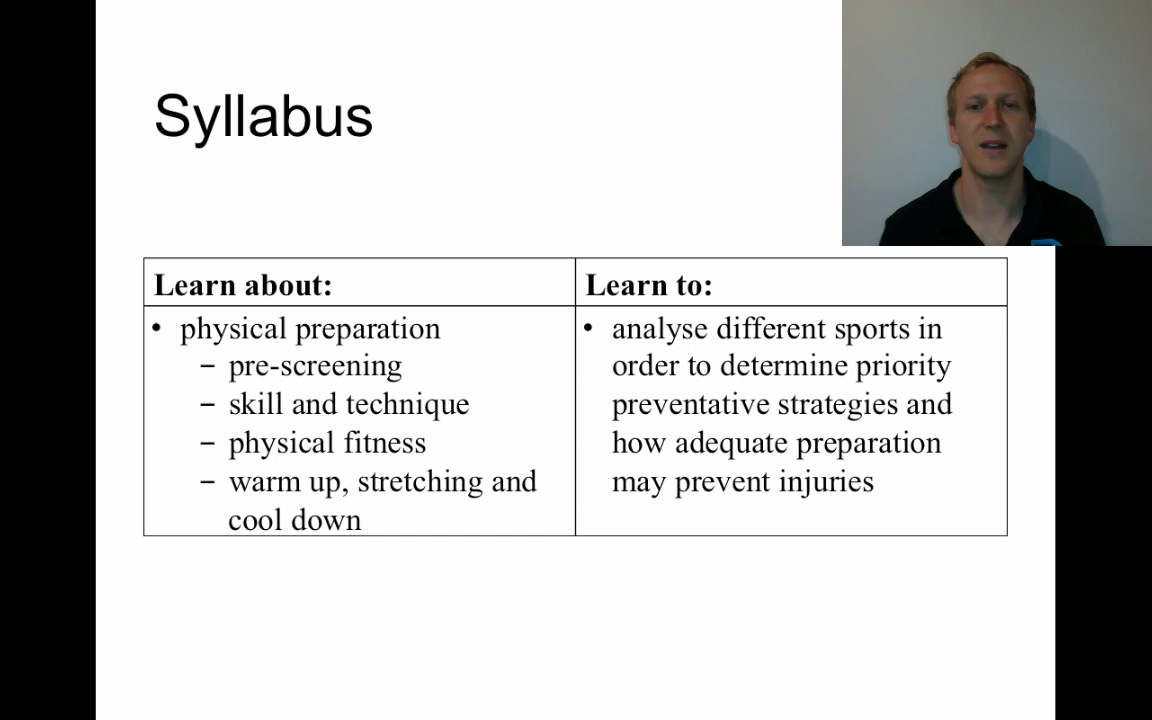 Syllabus
Learn about:
Learn to:
• physical preparation
– pre-screening
– skill and technique
– physical fitness
– warm up, stretching and
cool down
• analyse different sports in
order to determine priority
preventative strategies and
how adequate preparation
may prevent injuries